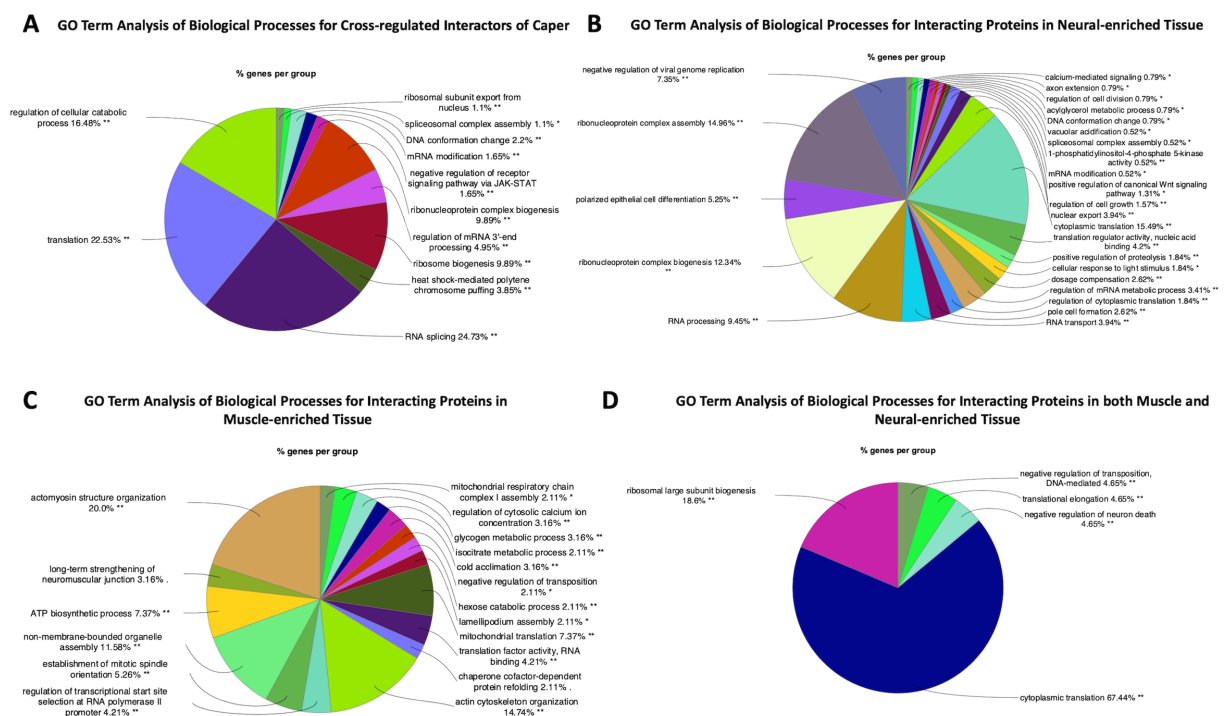 A
GO Term Analysis of Biological Processes for Cross-regulated Interactors of Caper
% genes per group
regulation of cellular catabolic
process 16.48% **
translation 22.53% **
ribosomal subunit export from
nucleus 1.1% **
spliceosomal complex assembly 1.1% *
DNA conformation change 2.2% **
mRNA modification 1.65% **
negative regulation of receptor
signaling pathway via JAK-STAT
1.65% **
ribonucleoprotein complex biogenesis
9.89% **
regulation of mRNA 3'-end
processing 4.95% **
ribosome biogenesis 9.89% **
heat shock-mediated polytene
chromosome puffing 3.85% **
RNA splicing 24.73% **
B
GO Term Analysis of Biological Processes for Interacting Proteins in Neural-enriched Tissue
% genes per group
negative regulation of viral genome replication
7.35% **
ribonucleoprotein complex assembly 14.96% **
polarized epithelial cell differentiation 5.25% **
ribonucleoprotein complex biogenesis 12.34%
**
RNA processing 9.45% **
calcium-mediated signaling 0.79% *
axon extension 0.79% *
regulation of cell division 0.79% *
acylglycerol metabolic process 0.79% *
DNA conformation change 0.79% *
vacuolar acidification 0.52% *
spliceosomal complex assembly 0.52% *
1-phosphatidylinositol-4-phosphate 5-kinase
activity 0.52% **
mRNA modification 0.52% *
positive regulation of canonical Wnt signaling
pathway 1.31% *
regulation of cell growth 1.57% **
nuclear export 3.94% **
cytoplasmic translation 15.49% **
translation regulator activity, nucleic acid
binding 4.2% **
positive regulation of proteolysis 1.84% **
cellular response to light stimulus 1.84% *
dosage compensation 2.62% **
regulation of mRNA metabolic process 3.41% **
regulation of cytoplasmic translation 1.84% **
pole cell formation 2.62% **
RNA transport 3.94% **
C
GO Term Analysis of Biological Processes for Interacting Proteins in
Muscle-enriched Tissue
% genes per group
actomyosin structure organization
20.0% **
long-term strengthening of
neuromuscular junction 3.16% .
ATP biosynthetic process 7.37% **
non-membrane-bounded organelle
assembly 11.58% **
establishment of mitotic spindle
orientation 5.26% **
regulation of transcriptional start site
selection at RNA polymerase II
promoter 4.21% **
mitochondrial respiratory chain
complex I assembly 2.11% *
regulation of cytosolic calcium ion
concentration 3.16% **
glycogen metabolic process 3.16% **
isocitrate metabolic process 2.11% **
cold acclimation 3.16% **
negative regulation of transposition
2.11% *
hexose catabolic process 2.11% **
lamellipodium assembly 2.11% *
mitochondrial translation 7.37% **
translation factor activity, RNA
binding 4.21% **
chaperone cofactor-dependent
protein refolding 2.11% .
actin cytoskeleton organization
14.74% **
D
GO Term Analysis of Biological Processes for Interacting Proteins in both Muscle and
Neural-enriched Tissue
% genes per group
ribosomal large subunit biogenesis
18.6% **
negative regulation of transposition,
DNA-mediated 4.65% **
translational elongation 4.65% **
negative regulation of neuron death
4.65% **
cytoplasmic translation 67.44% **